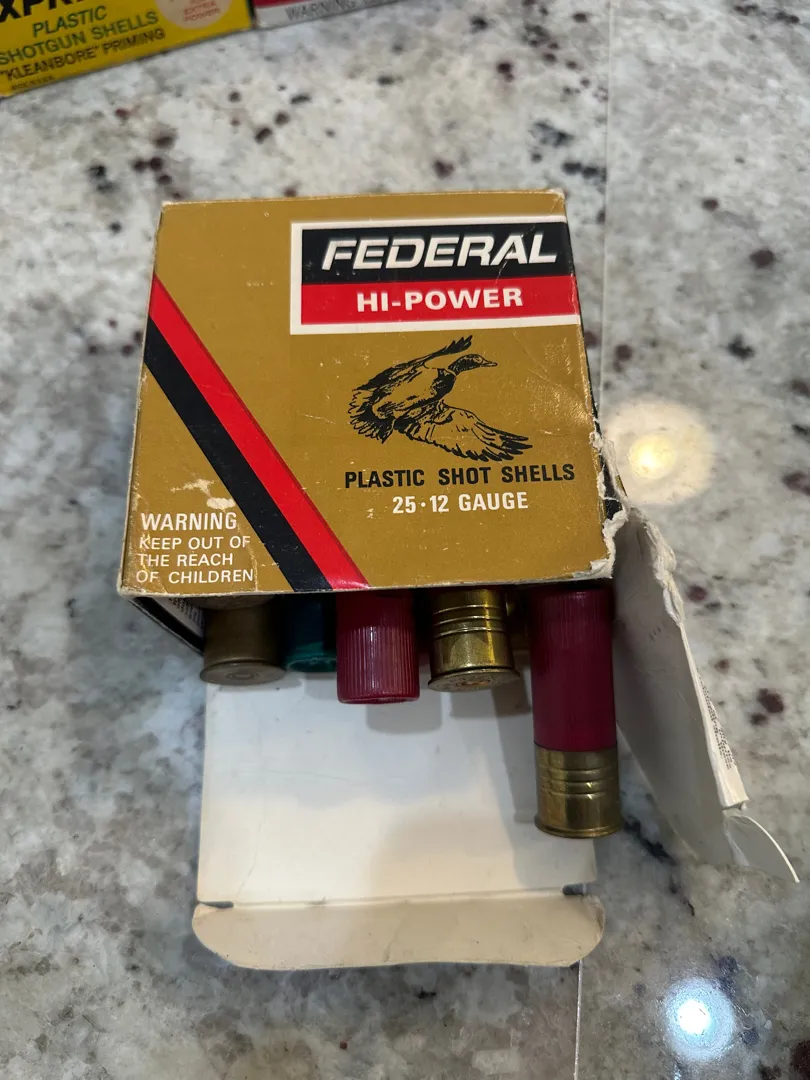 PLASTIC
SHOTGUN SHELLS
"KLEANBORE" PRIMING
WARNING
FEDERAL
HI-POWER
PLASTIC SHOT SHELLS
25•12 GAUGE
WARNING
KEEP OUT OF
THE REACH
OF CHILDREN